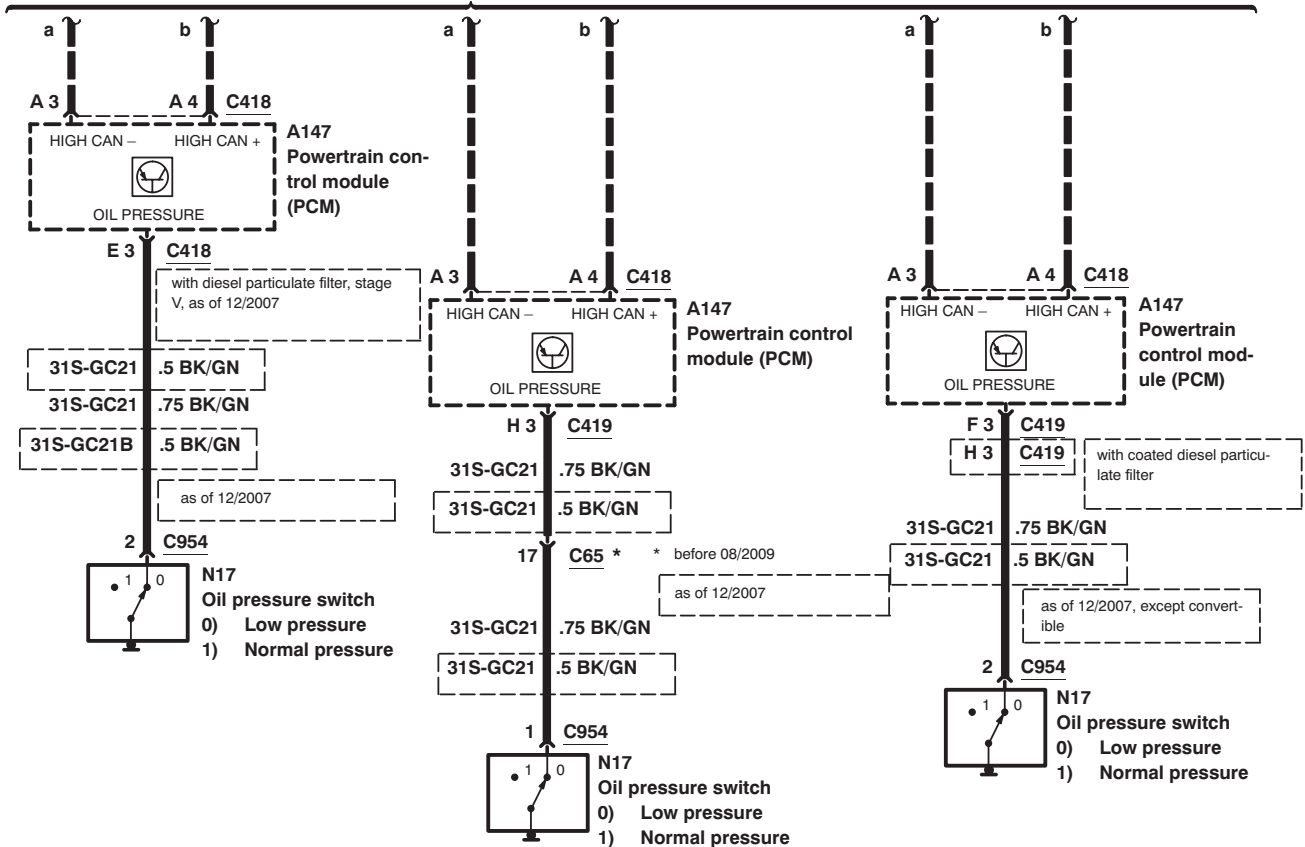 a
b
A 3
A 4 C418
HIGH CAN –
HIGH CAN +
OIL PRESSURE
A147
Powertrain con-
trol module
(PCM)
E 3 C418
with diesel particulate filter, stage
V, as of 12/2007
31S-GC21 .5 BK/GN
31S-GC21 .75 BK/GN
31S-GC21B .5 BK/GN
as of 12/2007
2 C954
1 0
N17
Oil pressure switch
0) Low pressure
1) Normal pressure
a
b
A 3
A 4 C418
HIGH CAN –
HIGH CAN +
OIL PRESSURE
A147
Powertrain control
module (PCM)
H 3 C419
31S-GC21 .75 BK/GN
31S-GC21 .5 BK/GN
17 C65 *
* before 08/2009
as of 12/2007
31S-GC21 .75 BK/GN
31S-GC21 .5 BK/GN
1 C954
1 0
N17
Oil pressure switch
0) Low pressure
1) Normal pressure
a
b
A 3
A 4 C418
HIGH CAN –
HIGH CAN +
OIL PRESSURE
A147
Powertrain
control mod-
ule (PCM)
F 3 C419
H 3 C419
with coated diesel particu-
late filter
31S-GC21 .75 BK/GN
31S-GC21 .5 BK/GN
as of 12/2007, except convert-
ible
2 C954
1 0
N17
Oil pressure switch
0) Low pressure
1) Normal pressure